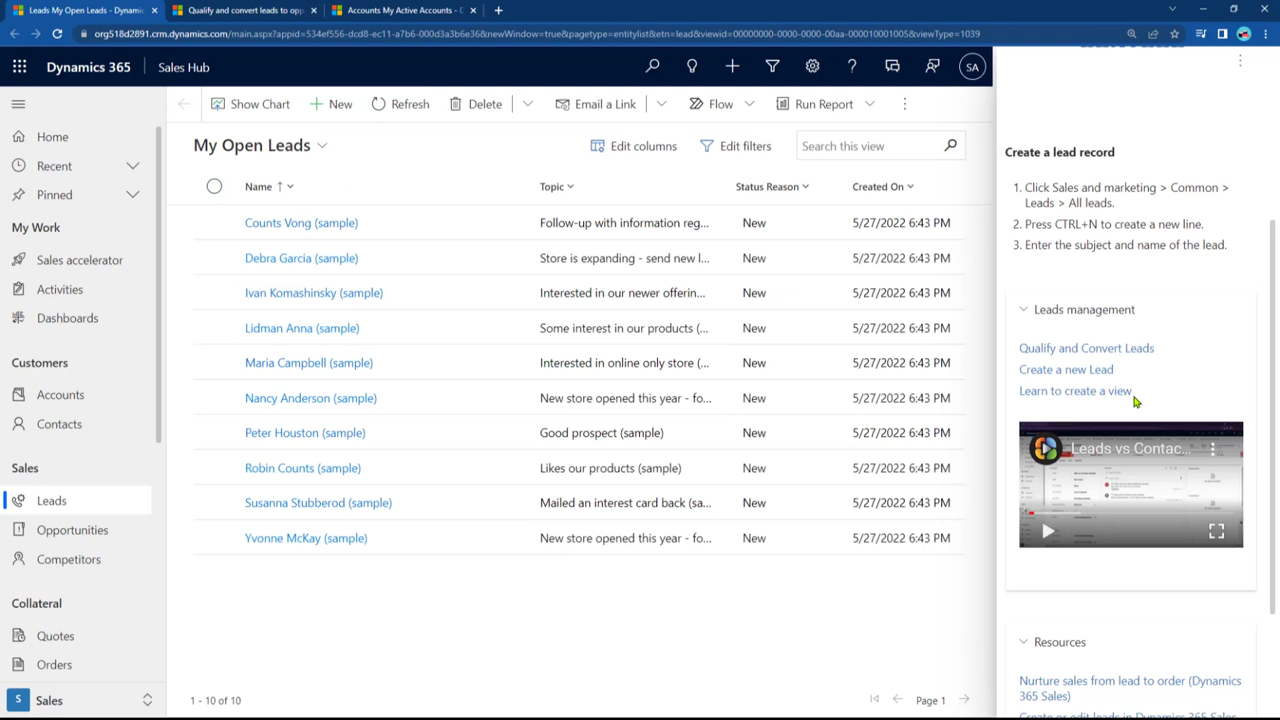 Leads My Open Leads - Dynamic
Qualify and convert leads to opp
Accounts My Active Accounts - D
org518d2891.crm.dynamics.com/main.aspx?appid=534ef556-dcd8-ec11-a7b6-000d3a3b6e36&newWindow=true&pagetype=entitylist&etn=lead&viewid=00000000-0000-0000-00aa-000010001005&viewType=1039
Dynamics 365
Sales Hub
SA
Show Chart
New
Refresh
Delete
Email a Link
Flow
Run Report
Home
Recent
Pinned
My Work
Sales accelerator
Activities
Dashboards
Customers
Accounts
Contacts
Sales
Leads
Opportunities
Competitors
Collateral
Quotes
Orders
S Sales
My Open Leads
Edit columns
Edit filters
Search this view
Name Topic Status Reason Created On
Counts Vong (sample) Follow-up with information reg... New 5/27/2022 6:43 PM
Debra Garcia (sample) Store is expanding - send new l... New 5/27/2022 6:43 PM
Ivan Komashinsky (sample) Interested in our newer offerin... New 5/27/2022 6:43 PM
Lidman Anna (sample) Some interest in our products (... New 5/27/2022 6:43 PM
Maria Campbell (sample) Interested in online only store (... New 5/27/2022 6:43 PM
Nancy Anderson (sample) New store opened this year - fo... New 5/27/2022 6:43 PM
Peter Houston (sample) Good prospect (sample) New 5/27/2022 6:43 PM
Robin Counts (sample) Likes our products (sample) New 5/27/2022 6:43 PM
Susanna Stubberod (sample) Mailed an interest card back (sa... New 5/27/2022 6:43 PM
Yvonne McKay (sample) New store opened this year - fo... New 5/27/2022 6:43 PM
1 - 10 of 10
Page 1
Create a lead record
1. Click Sales and marketing > Common >
Leads > All leads.
2. Press CTRL+N to create a new line.
3. Enter the subject and name of the lead.
Leads management
Qualify and Convert Leads
Create a new Lead
Learn to create a view
Leads vs Contac...
Resources
Nurture sales from lead to order (Dynamics
365 Sales)
Create or edit leads in Dynamics 365 Sales